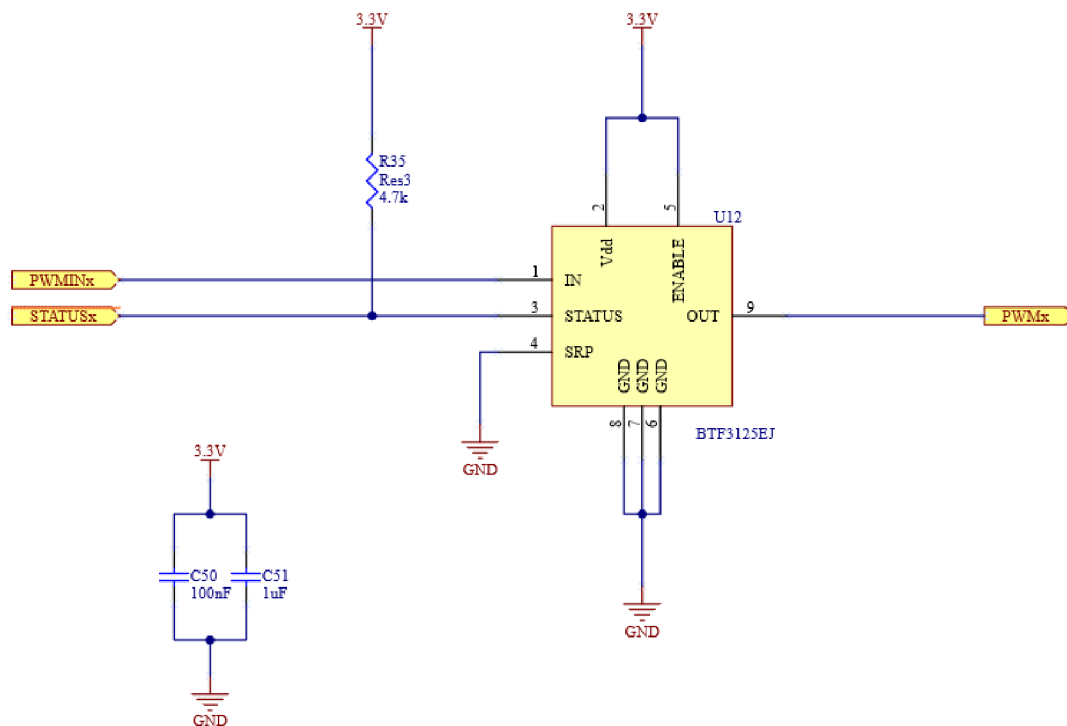 3.3V
3.3V
R35
Res3
4.7k
2
5
U12
Vdd
ENABLE
PWMINx
1
IN
STATUSx
3
STATUS
OUT
9
PWMx
4
SRP
GND
GND
GND
8
7
6
BTF3125EJ
GND
3.3V
C50
100nF
C51
1uF
GND
GND